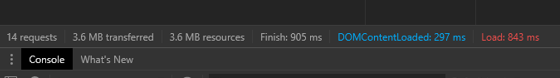 14 requests 3.6 MB transferred 3.6 MB resources Finish: 905 ms DOMContentLoaded: 297 ms Load: 843 ms
Console What's New